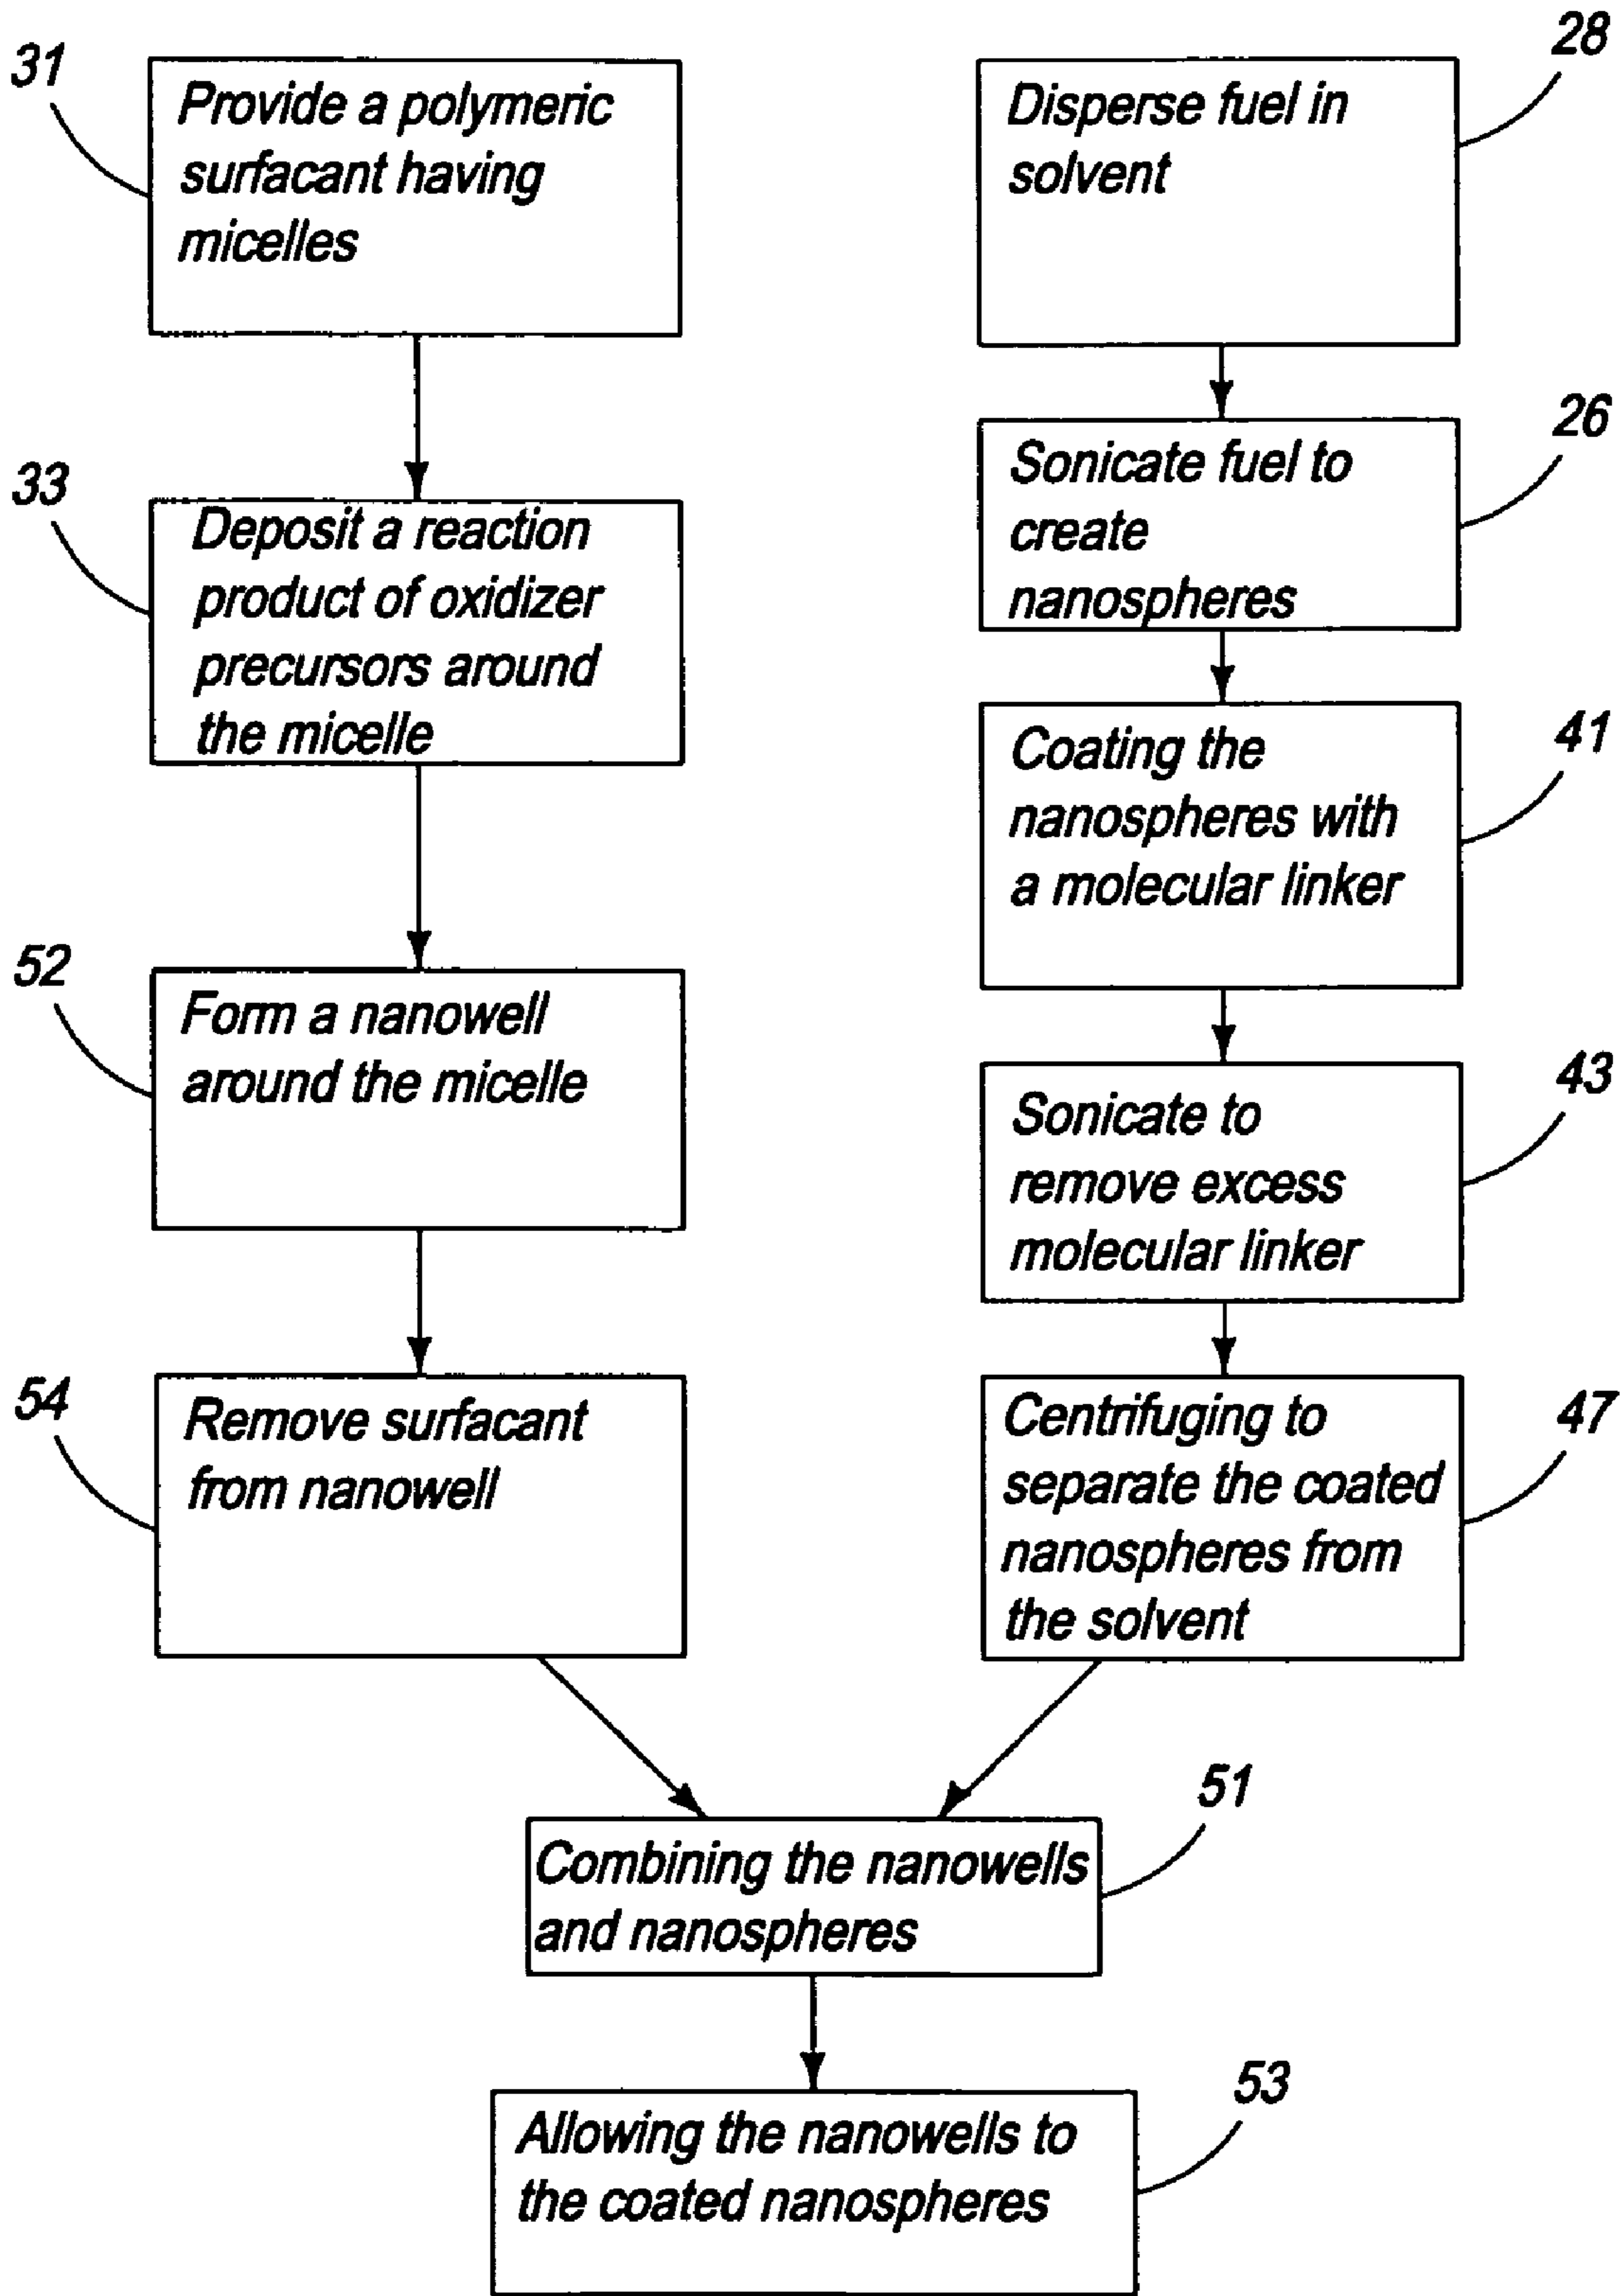 31
Provide a polymeric
surfacant having
micelles
33
Deposit a reaction
product of oxidizer
precursors around
the micelle
52
Form a nanowell
around the micelle
54
Remove surfacant
from nanowell
28
Disperse fuel in
solvent
26
Sonicate fuel to
create
nanospheres
41
Coating the
nanospheres with
a molecular linker
43
Sonicate to
remove excess
molecular linker
47
Centrifuging to
separate the coated
nanospheres from
the solvent
51
Combining the nanowells
and nanospheres
53
Allowing the nanowells to
the coated nanospheres